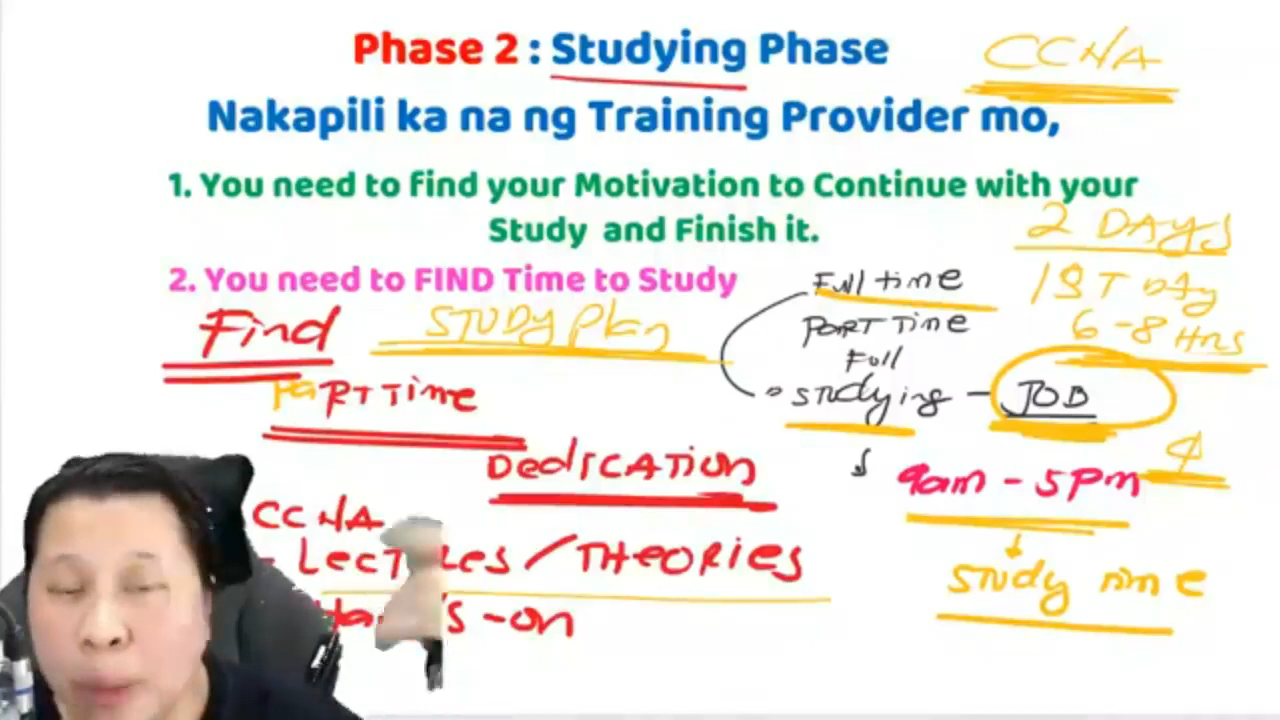 Phase 2 : Studying Phase
CCNA
Nakapili ka na ng Training Provider mo,
1. You need to find your Motivation to Continue with your
Study and Finish it.
2 DAYS
2. You need to FIND Time to Study
Full time
1ST DAy
Find
STUDy Plan
PART Time
6-8 Hrs
Full
PaRT Time
STudying - JOB
DedICATion
9am - 5pm
4
CCNA
- LecTures / THeORies
STudy Time
Hands-on